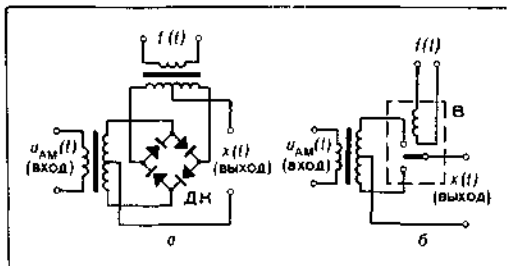 f(t)
u_AM(t)
(ВХОД)
x(t)
(ВЫХОД)
ДК
а
f(t)
В
u_AM(t)
(ВХОД)
x(t)
(ВЫХОД)
б